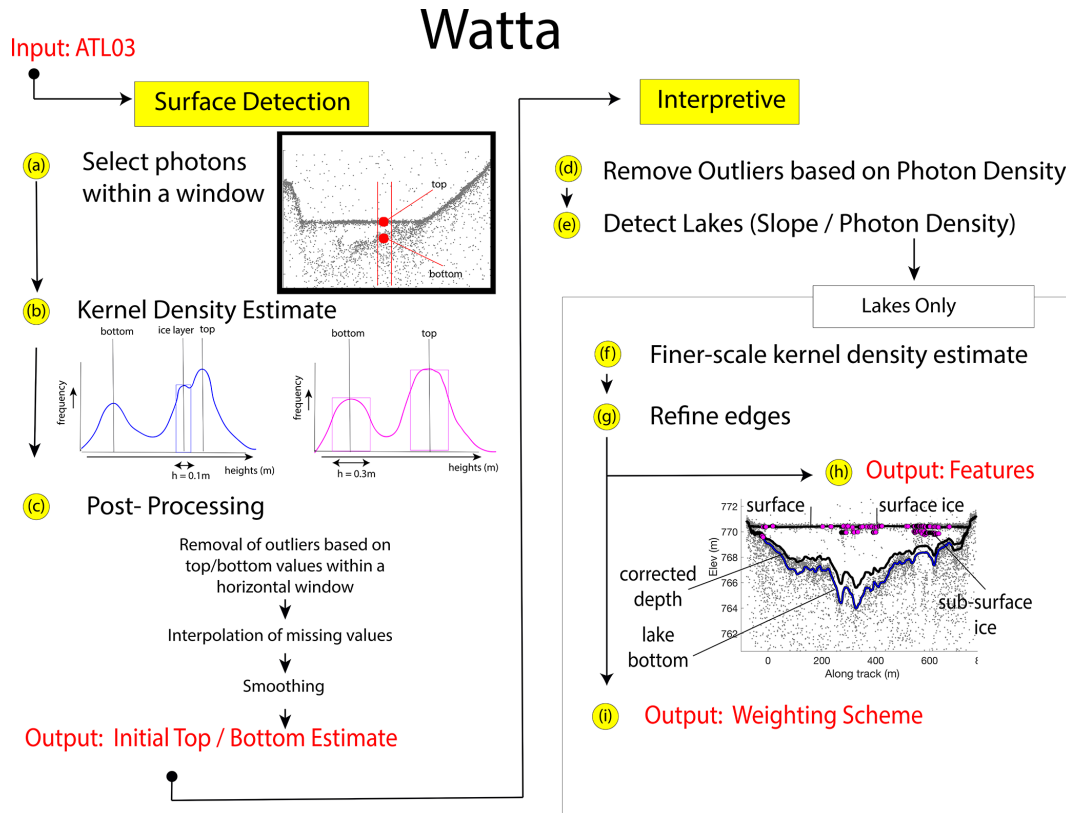 Watta
Input: ATL03
Surface Detection
(a)
Select photons
within a window
top
bottom
(b)
Kernel Density Estimate
bottom
ice layer
top
frequency
h = 0.1m
heights (m)
bottom
top
frequency
h = 0.3m
heights (m)
(c)
Post- Processing
Removal of outliers based on
top/bottom values within a
horizontal window
Interpolation of missing values
Smoothing
Output: Initial Top / Bottom Estimate
Interpretive
(d)
Remove Outliers based on Photon Density
(e)
Detect Lakes (Slope / Photon Density)
Lakes Only
(f)
Finer-scale kernel density estimate
(g)
Refine edges
(h)
Output: Features
surface
surface ice
772
770
768
766
764
762
Elev (m)
corrected
depth
lake
bottom
sub-surface
ice
0
200
400
600
8
Along track (m)
(i)
Output: Weighting Scheme